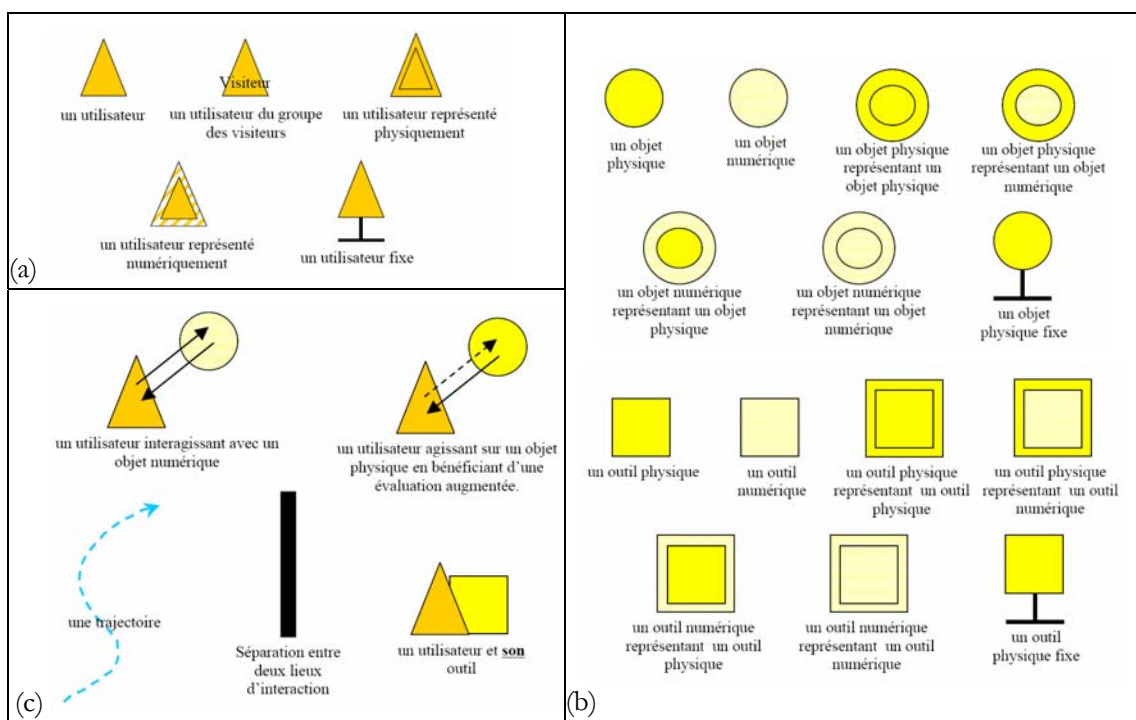 Visiteur
un utilisateur
un utilisateur du groupe
des visiteurs
un utilisateur représenté
physiquement
un utilisateur représenté
numériquement
un utilisateur fixe
(a)
un utilisateur interagissant avec un
objet numérique
un utilisateur agissant sur un objet
physique en bénéficiant d'une
évaluation augmentée.
une trajectoire
Séparation entre
deux lieux
d'interaction
un utilisateur et son
outil
(c)
un objet
physique
un objet
numérique
un objet physique
représentant un
objet physique
un objet physique
représentant un objet
numérique
un objet numérique
représentant un objet
physique
un objet numérique
représentant un objet
numérique
un objet
physique fixe
un outil physique
un outil
numérique
un outil physique
représentant un outil
physique
un outil physique
représentant un outil
numérique
un outil numérique
représentant un outil
physique
un outil numérique
représentant un outil
numérique
un outil
physique fixe
(b)